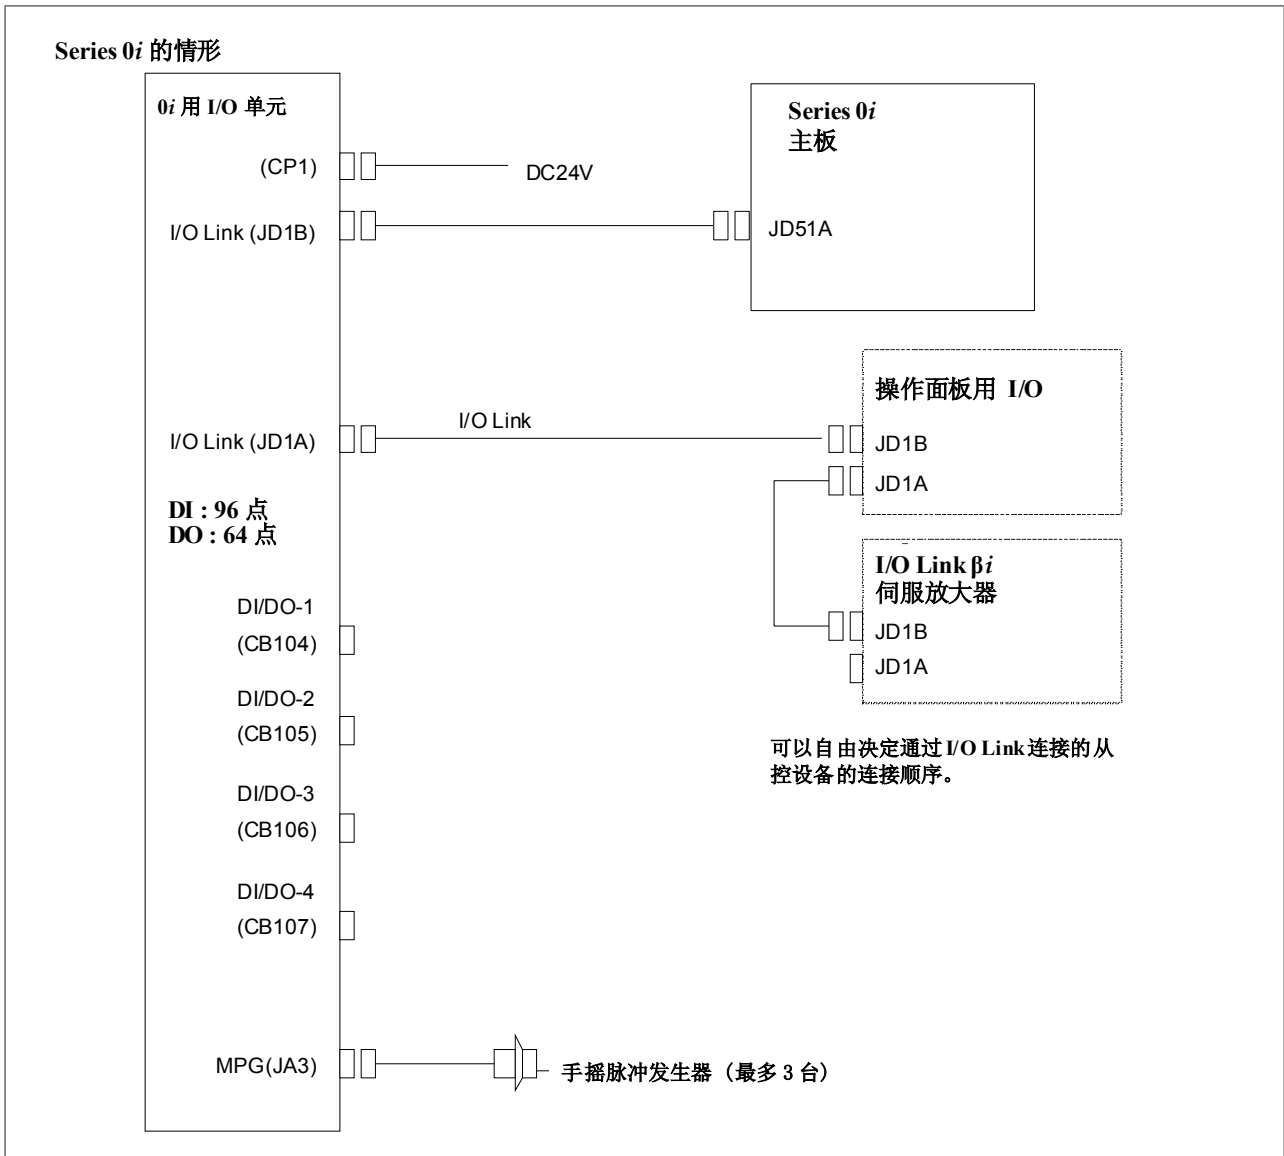 Series 0i 的情形
0i 用 I/O 单元
(CP1)
DC24V
I/O Link (JD1B)
Series 0i
主板
JD51A
I/O Link (JD1A)
I/O Link
操作面板用 I/O
JD1B
JD1A
DI : 96 点
DO : 64 点
I/O Link βi
伺服放大器
JD1B
JD1A
可以自由决定通过 I/O Link 连接的从
控设备的连接顺序。
DI/DO-1
(CB104)
DI/DO-2
(CB105)
DI/DO-3
(CB106)
DI/DO-4
(CB107)
MPG(JA3)
手摇脉冲发生器（最多 3 台）